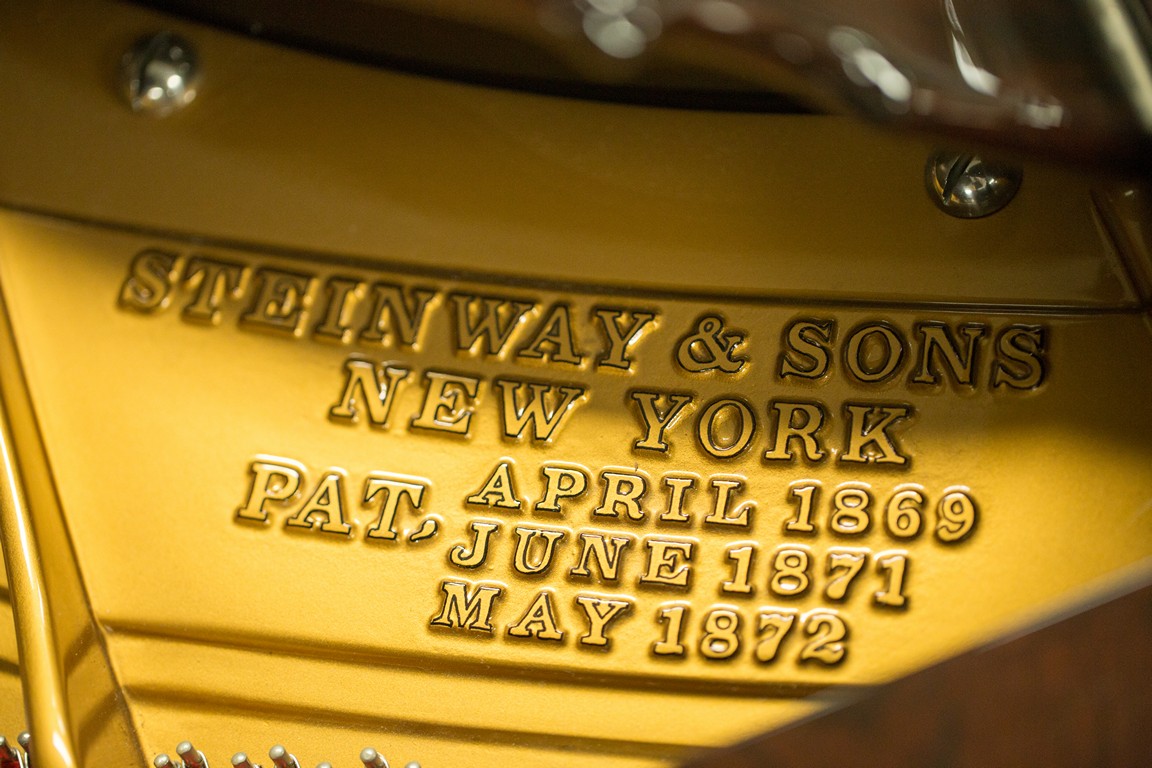 STEINWAY & SONS
NEW YORK
PAT, APRIL 1869
JUNE 1871
MAY 1872